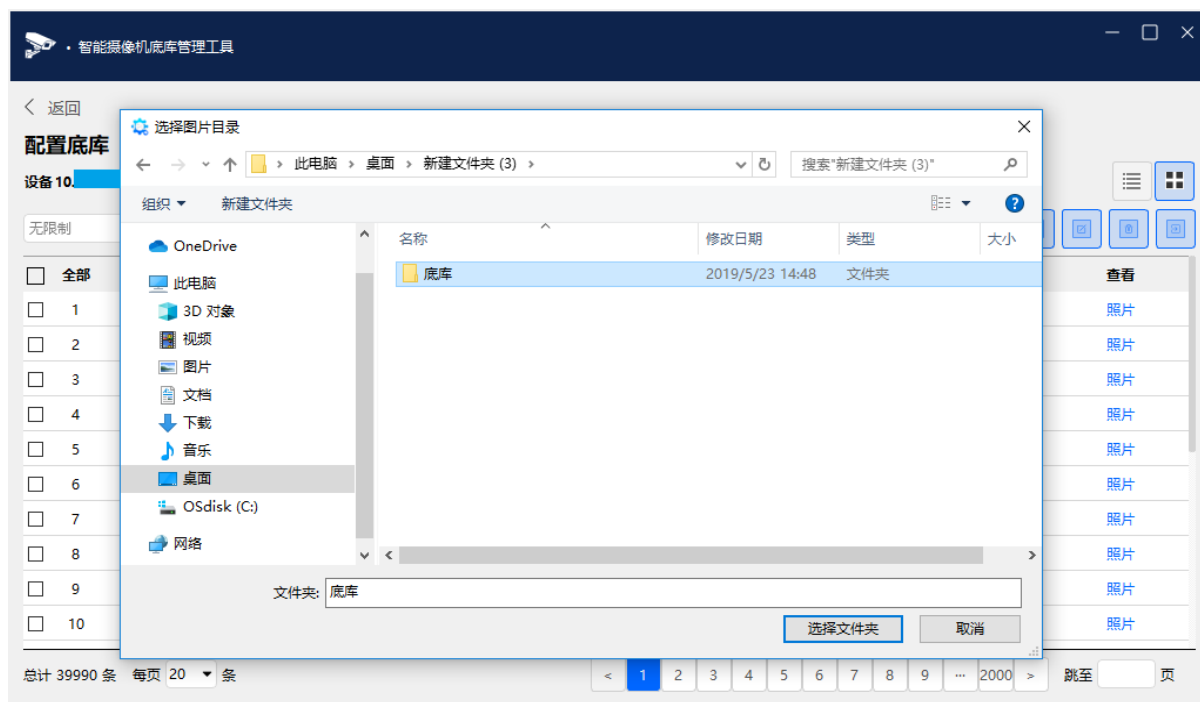 · 智能摄像机底库管理工具
返回
配置底库
设备 10.
无限制
全部
查看
1 照片
2 照片
3 照片
4 照片
5 照片
6 照片
7 照片
8 照片
9 照片
10 照片
选择图片目录
此电脑 › 桌面 › 新建文件夹 (3) ›
搜索"新建文件夹 (3)"
组织 新建文件夹
OneDrive
此电脑
3D 对象
视频
图片
文档
下载
音乐
桌面
OSdisk (C:)
网络
名称 修改日期 类型 大小
底库 2019/5/23 14:48 文件夹
文件夹: 底库
选择文件夹 取消
总计 39990 条 每页 20 条 < 1 2 3 4 5 6 7 8 9 ... 2000 > 跳至 页